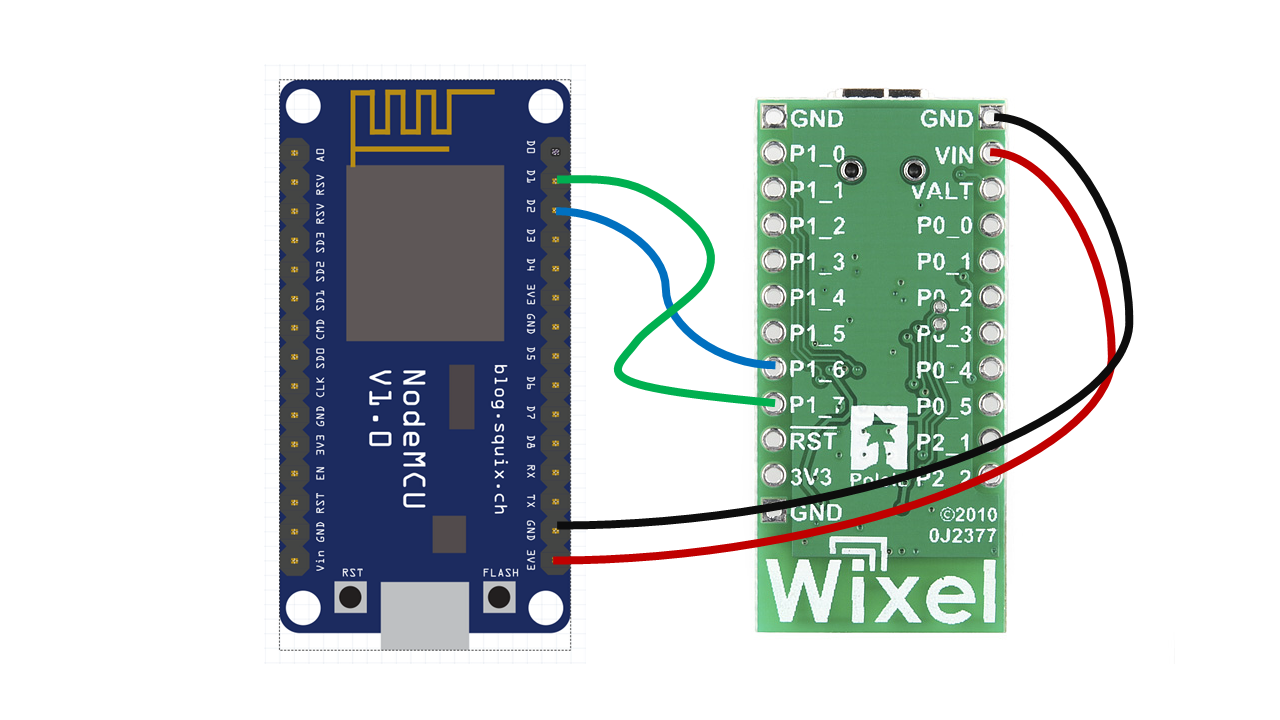 A0
RSV
RSV
SD3
SD2
SD1
CMD
SD0
CLK
GND
3V3
EN
RST
GND
Vin
D0
D1
D2
D3
D4
3V3
GND
D5
D6
D7
D8
RX
TX
GND
3V3
NodeMCU
V1.0
blog.squix.ch
RST
FLASH
GND
P1_0
P1_1
P1_2
P1_3
P1_4
P1_5
P1_6
P1_7
RST
3V3
GND
GND
VIN
VALT
P0_0
P0_1
P0_2
P0_3
P0_4
P0_5
P2_1
P2_2
Pololu
©2010
0J2377
Wixel